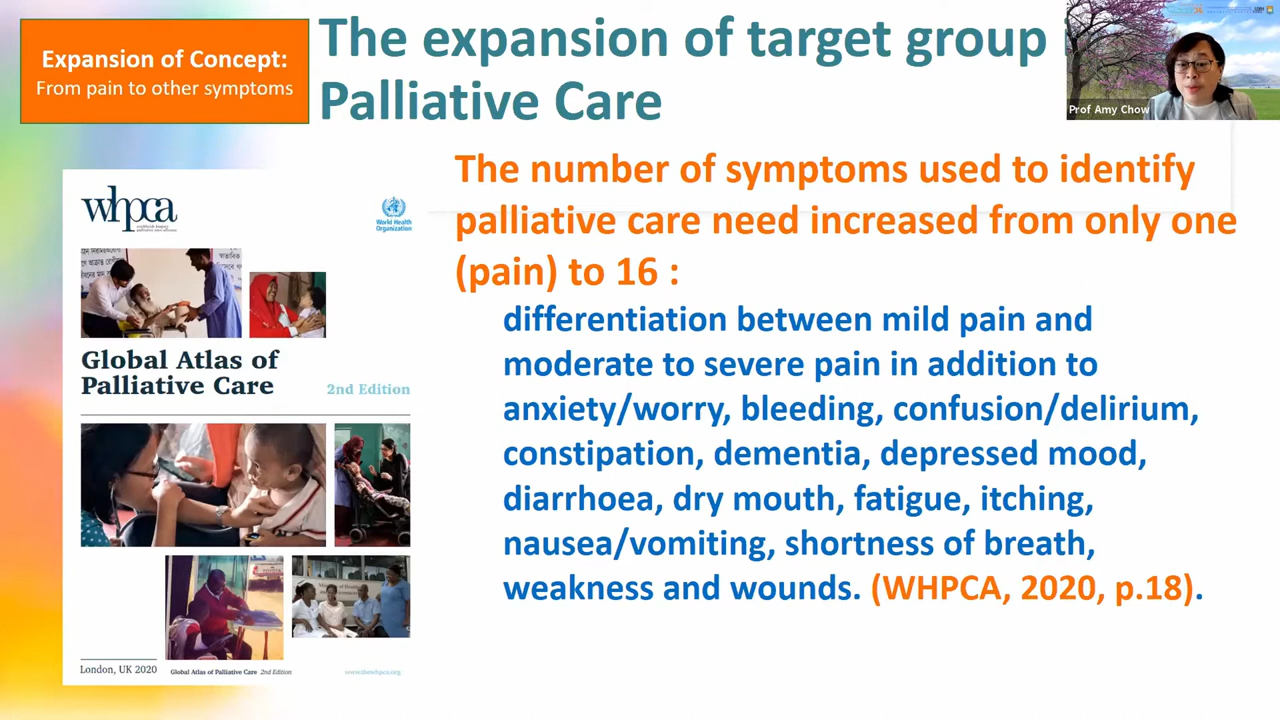 Expansion of Concept:
From pain to other symptoms
The expansion of target group
Palliative Care
Prof Amy Chow
The number of symptoms used to identify
palliative care need increased from only one
(pain) to 16 :
differentiation between mild pain and
moderate to severe pain in addition to
anxiety/worry, bleeding, confusion/delirium,
constipation, dementia, depressed mood,
diarrhoea, dry mouth, fatigue, itching,
nausea/vomiting, shortness of breath,
weakness and wounds. (WHPCA, 2020, p.18).
whpca
World Health
Organization
Global Atlas of
Palliative Care
2nd Edition
London, UK 2020
Global Atlas of Palliative Care 2nd Edition
www.thewhpca.org